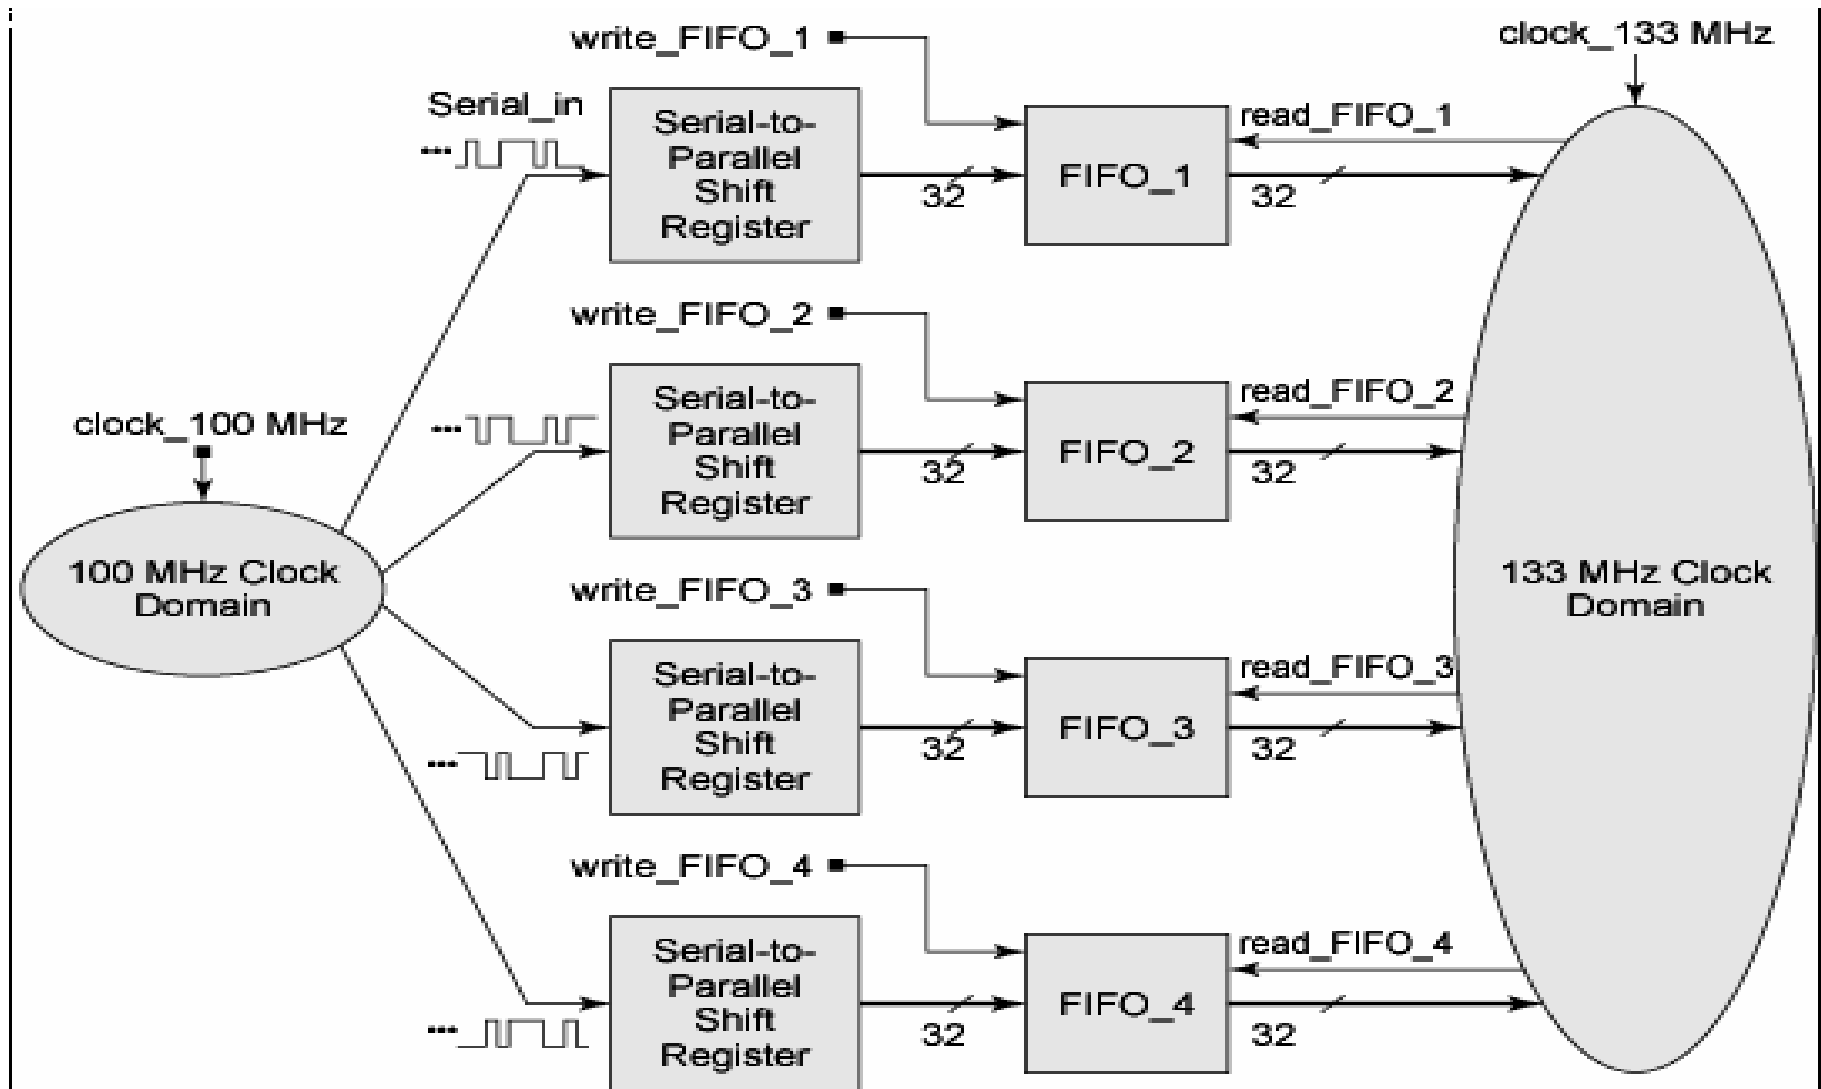 write_FIFO_1
clock_133 MHz
Serial_in
Serial-to-
Parallel
Shift
Register
read_FIFO_1
FIFO_1
32
32
write_FIFO_2
Serial-to-
Parallel
Shift
Register
read_FIFO_2
FIFO_2
32
32
clock_100 MHz
100 MHz Clock
Domain
133 MHz Clock
Domain
write_FIFO_3
Serial-to-
Parallel
Shift
Register
read_FIFO_3
FIFO_3
32
32
write_FIFO_4
Serial-to-
Parallel
Shift
Register
read_FIFO_4
FIFO_4
32
32